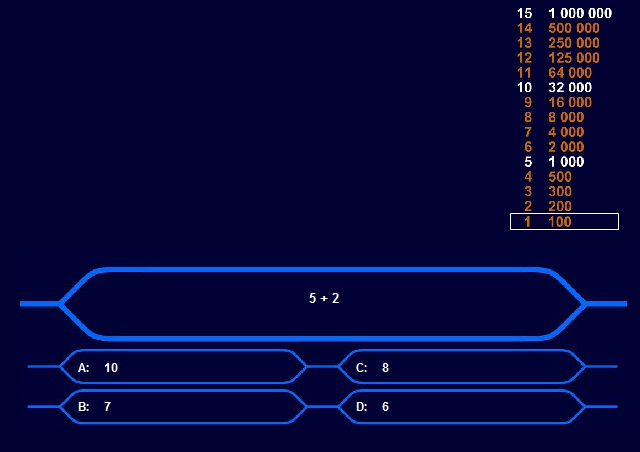 15 1 000 000
14 500 000
13 250 000
12 125 000
11 64 000
10 32 000
9 16 000
8 8 000
7 4 000
6 2 000
5 1 000
4 500
3 300
2 200
1 100
5 + 2
A: 10
C: 8
B: 7
D: 6